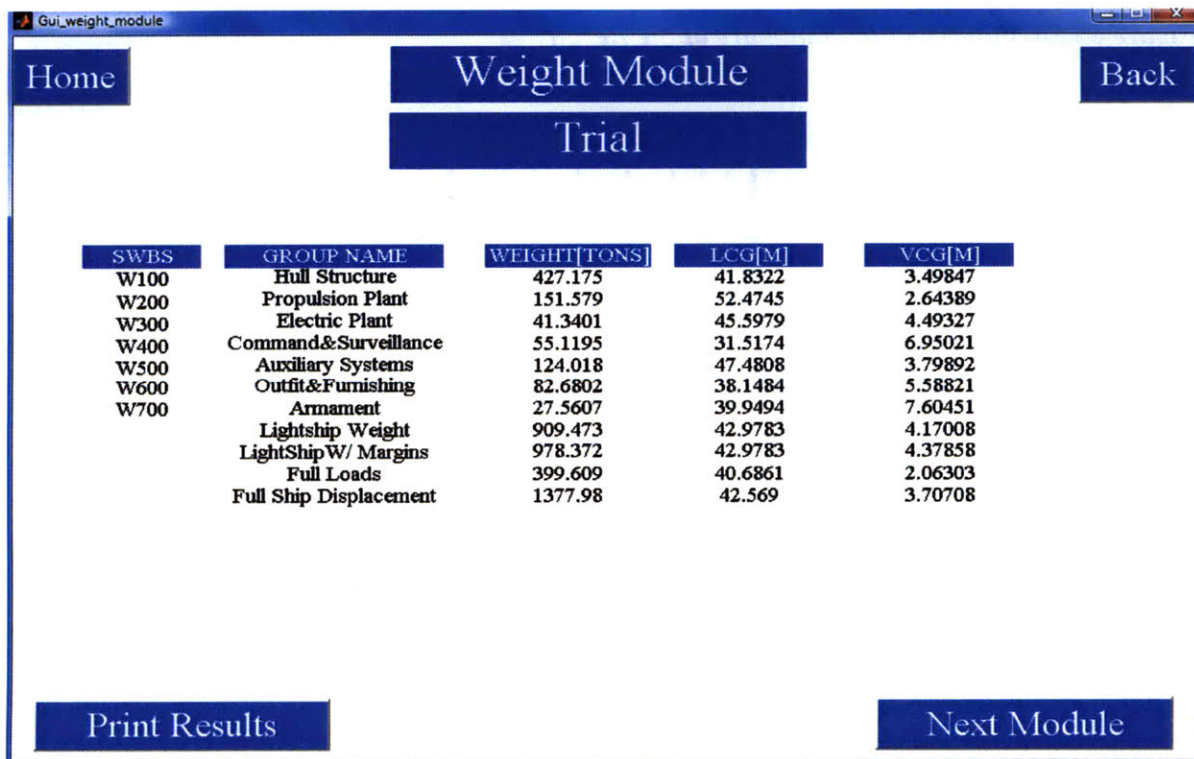 Gui_weight_module
Home
Weight Module
Back
Trial
SWBS GROUP NAME WEIGHT[TONS] LCG[M] VCG[M]
W100 Hull Structure 427.175 41.8322 3.49847
W200 Propulsion Plant 151.579 52.4745 2.64389
W300 Electric Plant 41.3401 45.5979 4.49327
W400 Command&Surveillance 55.1195 31.5174 6.95021
W500 Auxiliary Systems 124.018 47.4808 3.79892
W600 Outfit&Furnishing 82.6802 38.1484 5.58821
W700 Armament 27.5607 39.9494 7.60451
Lightship Weight 909.473 42.9783 4.17008
LightShipW/ Margins 978.372 42.9783 4.37858
Full Loads 399.609 40.6861 2.06303
Full Ship Displacement 1377.98 42.569 3.70708
Print Results
Next Module